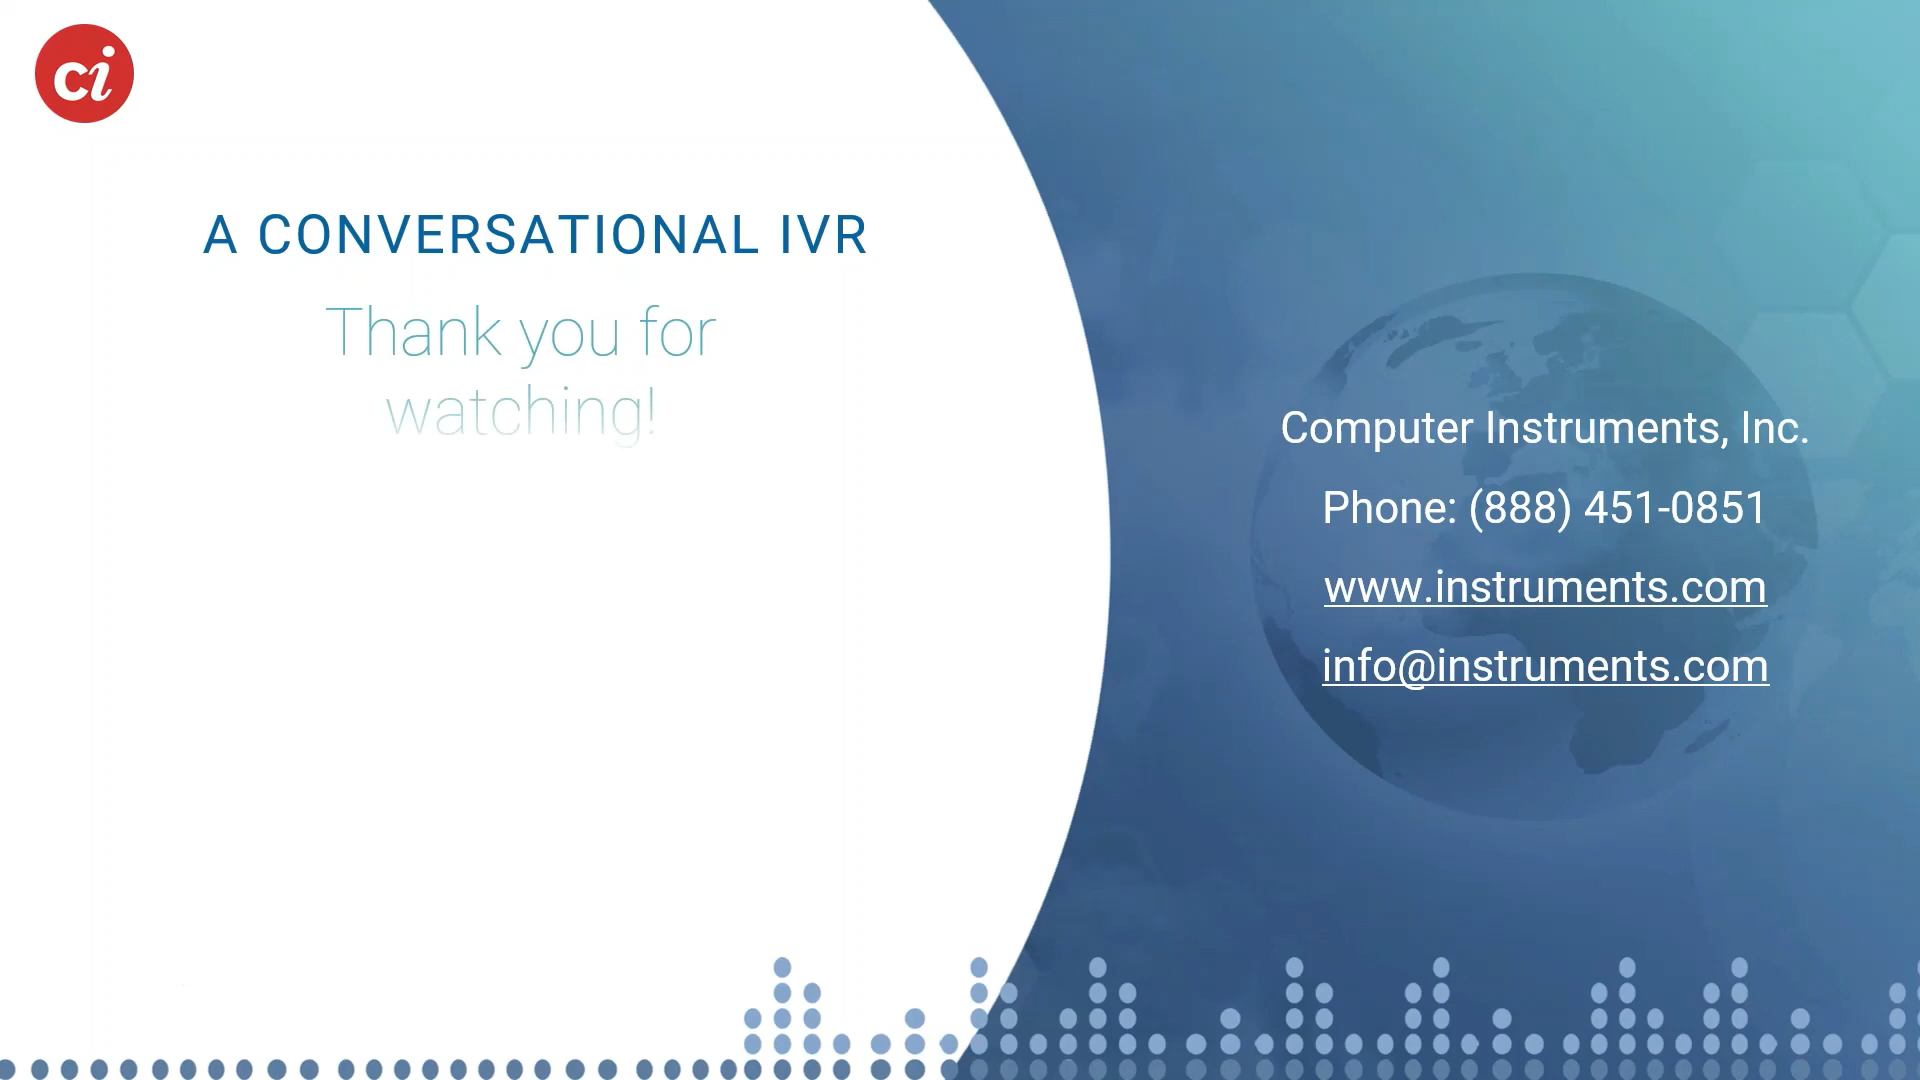 ci
A CONVERSATIONAL IVR
Thank you for
watching!
Computer Instruments, Inc.
Phone: (888) 451-0851
www.instruments.com
info@instruments.com